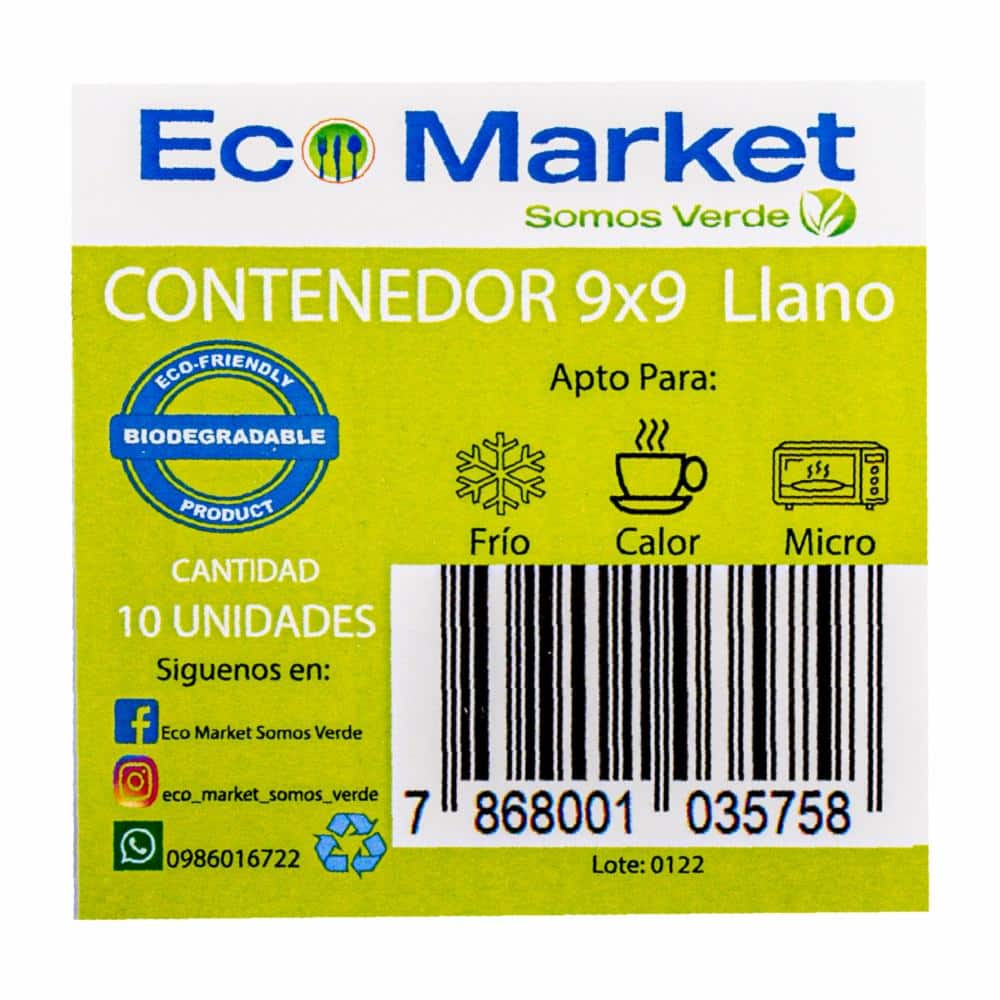 Eco Market
Somos Verde
CONTENEDOR 9x9 Llano
ECO-FRIENDLY
BIODEGRADABLE
PRODUCT
Apto Para:
Frío Calor Micro
CANTIDAD
10 UNIDADES
Siguenos en:
Eco Market Somos Verde
eco_market_somos_verde
0986016722
7 868001 035758
Lote: 0122